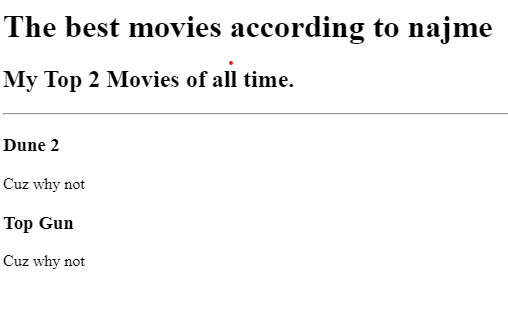 The best movies according to najme
My Top 2 Movies of all time.
Dune 2
Cuz why not
Top Gun
Cuz why not